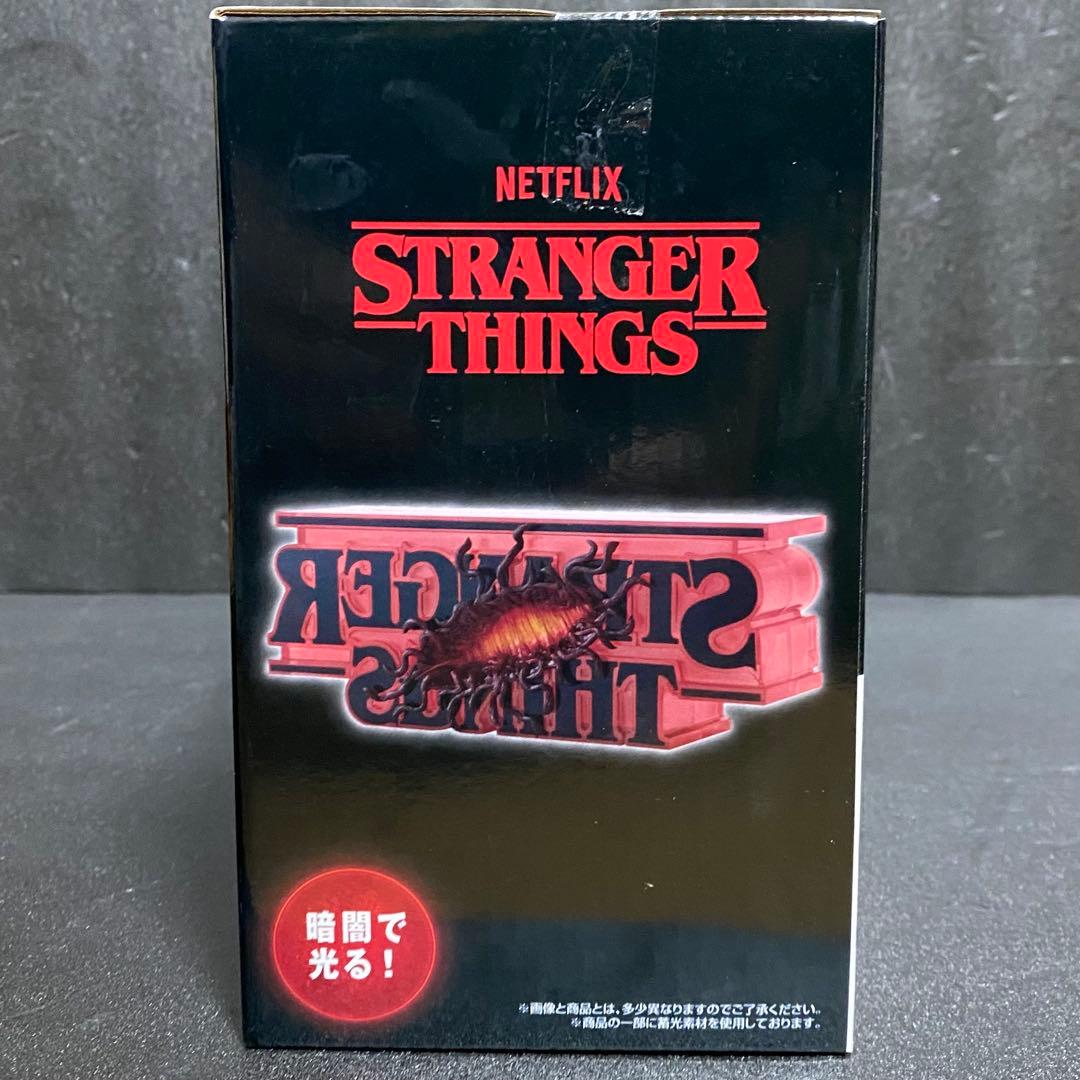 NETFLIX
STRANGER
THINGS
STRANGER
THINGS
暗闇で
光る!
※画像と商品とは、多少異なりますのでご了承ください。
※商品の一部に蓄光素材を使用しております。